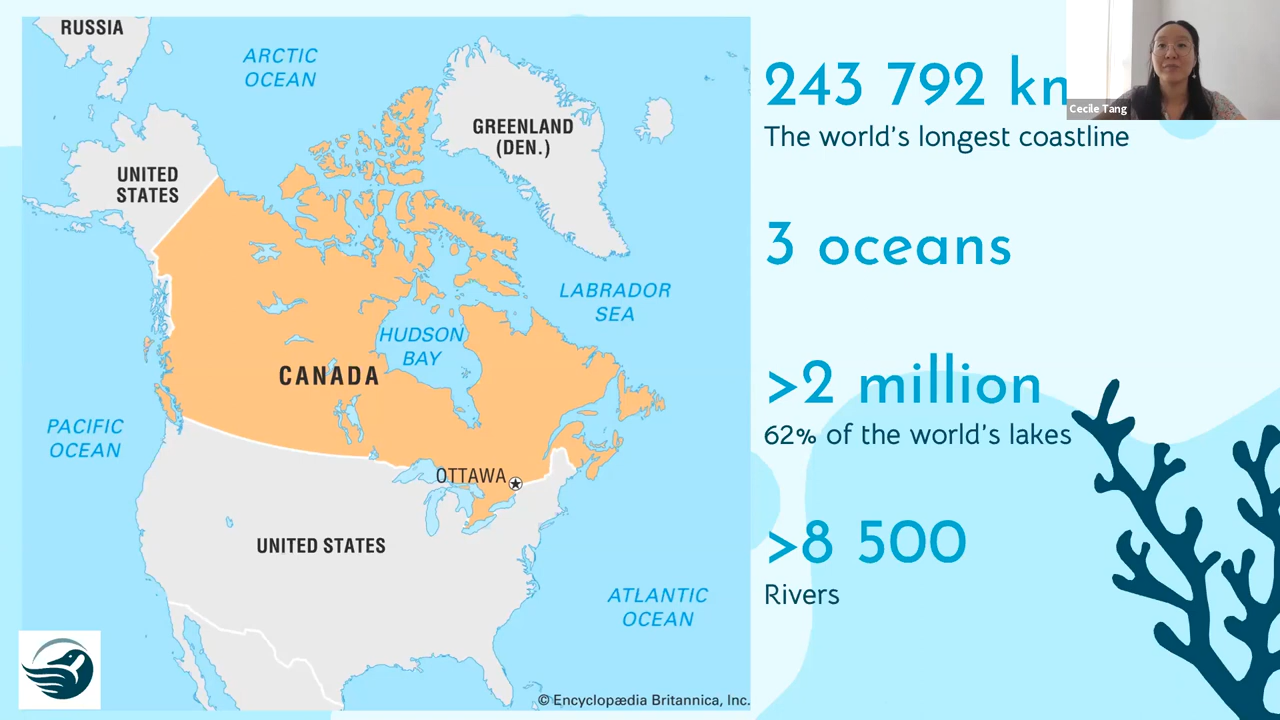 RUSSIA
ARCTIC
OCEAN
GREENLAND
(DEN.)
UNITED
STATES
LABRADOR
SEA
HUDSON
BAY
CANADA
PACIFIC
OCEAN
OTTAWA
UNITED STATES
ATLANTIC
OCEAN
© Encyclopædia Britannica, Inc.
243 792 km
The world's longest coastline
3 oceans
>2 million
62% of the world's lakes
>8 500
Rivers
Cecile Tang